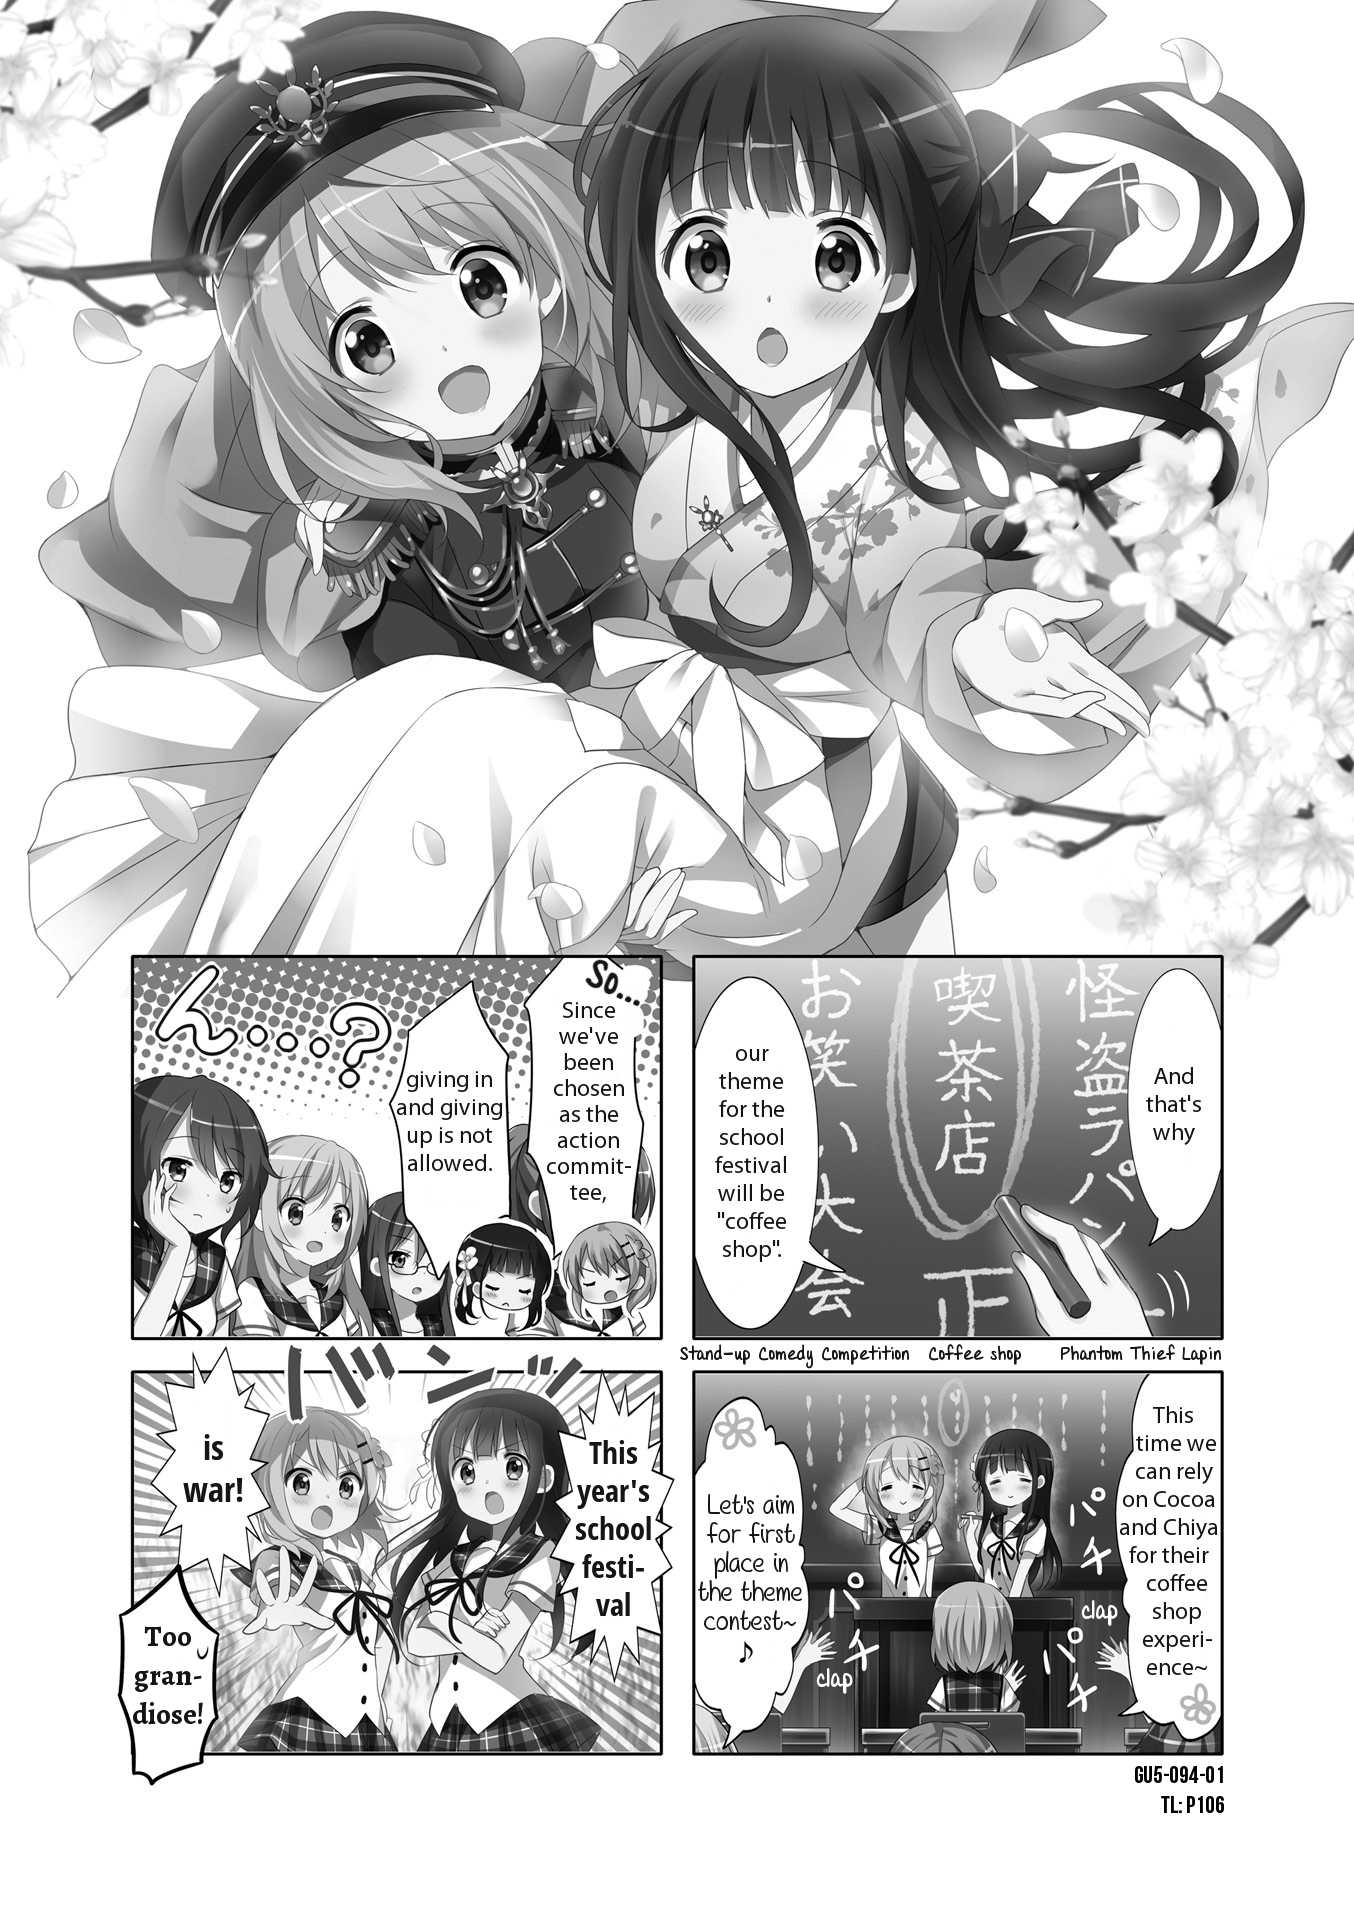 And
that's
why
怪盗ラパン
喫茶店
正
お笑い大会
our
theme
for the
school
festival
will be
"coffee
shop".
Stand-up Comedy Competition
Coffee shop
Phantom Thief Lapin
This
time we
can rely
on Cocoa
and Chiya
for their
coffee
shop
experi-
ence~
パチ
clap
パチ
パチ
clap
Let's aim
for first
place in
the theme
contest~
♪
So...
Since
we've
been
chosen
as the
action
commit-
tee,
giving in
and giving
up is not
allowed.
ん...?
バンッ
This
year's
school
festi-
val
is
war!
Too
gran-
diose!
GU5-094-01
TL: P106